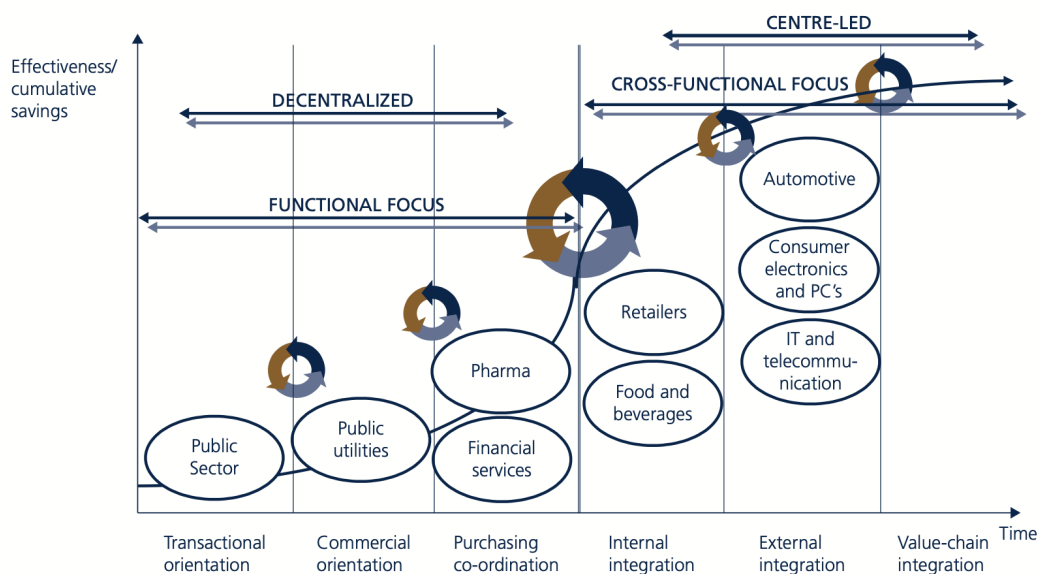 CENTRE-LED
Effectiveness/
cumulative
savings
CROSS-FUNCTIONAL FOCUS
DECENTRALIZED
FUNCTIONAL FOCUS
Automotive
Consumer
electronics
and PC’s
Retailers
IT and
telecommu-
nication
Pharma
Food and
beverages
Public
utilities
Public
Sector
Financial
services
Time
Transactional
orientation
Commercial
orientation
Purchasing
co-ordination
Internal
integration
External
integration
Value-chain
integration